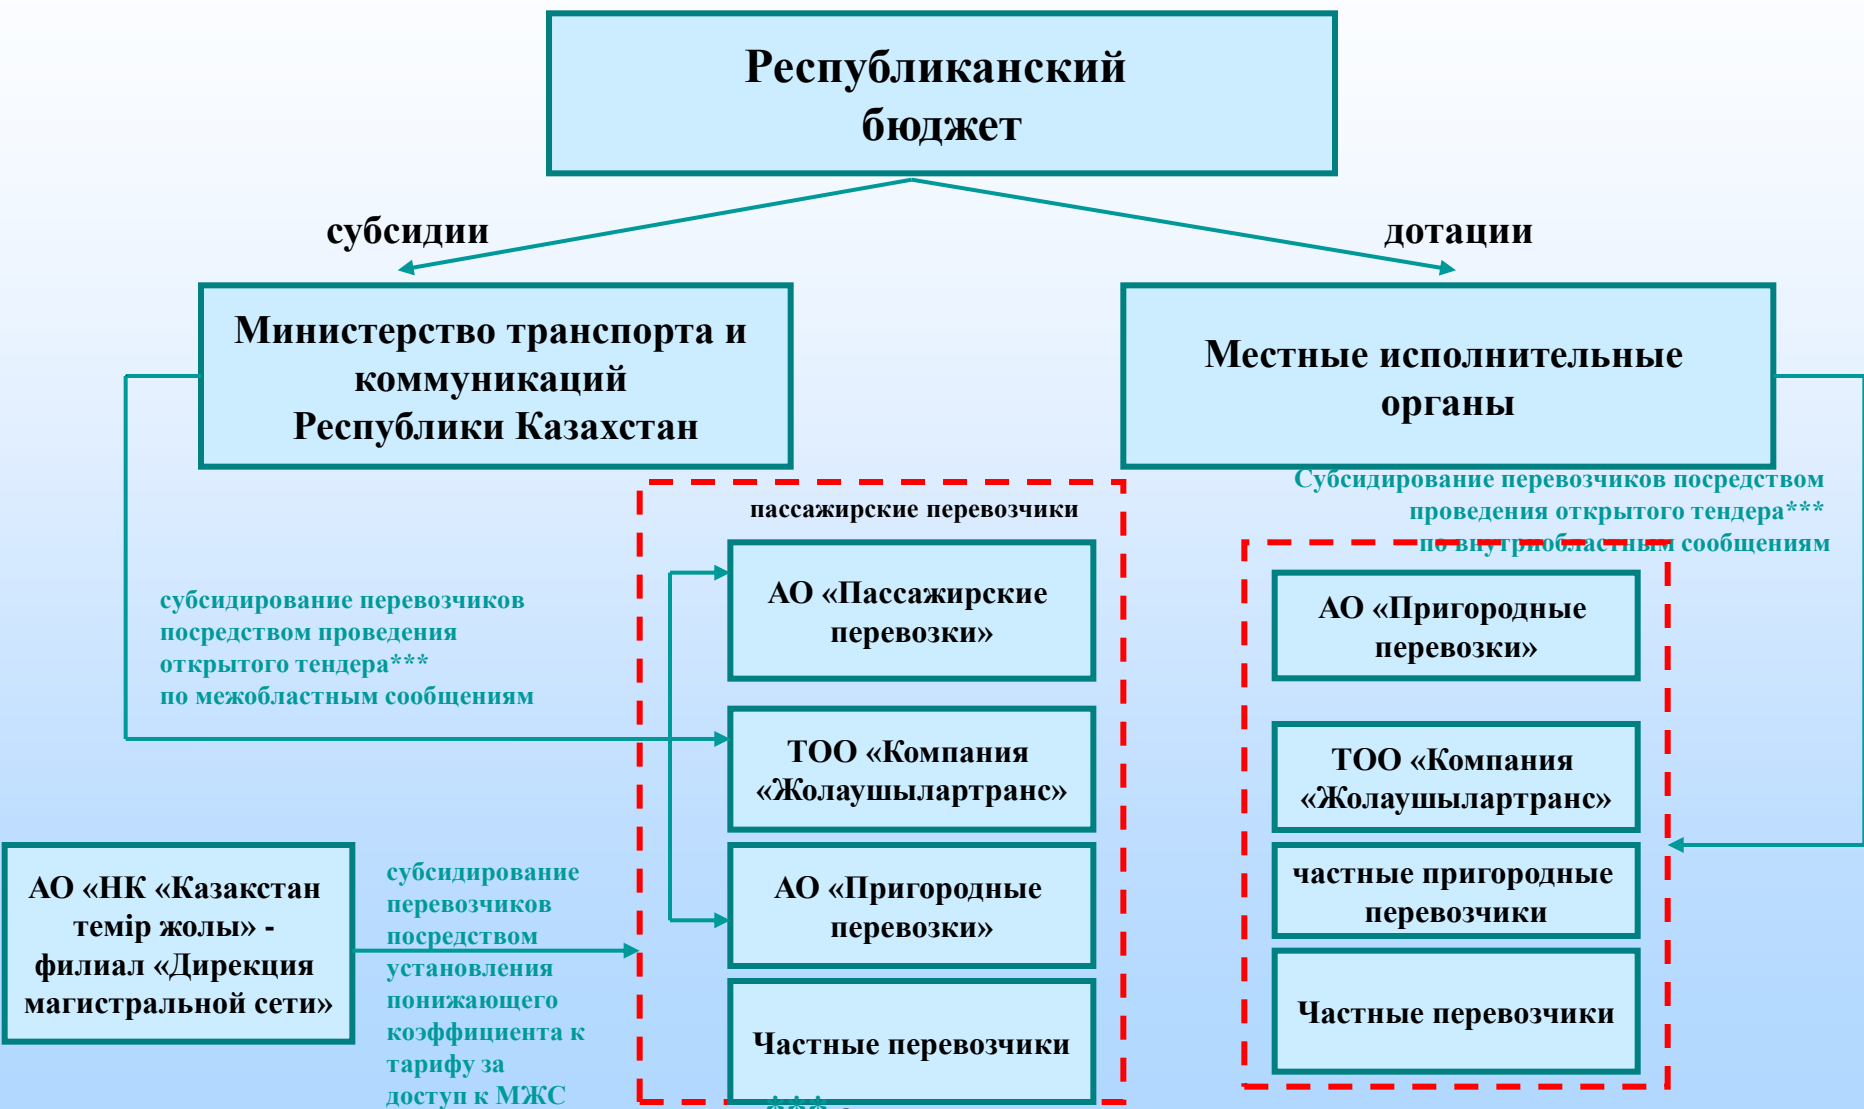 Республиканский
бюджет
субсидии
дотации
Министерство транспорта и
коммуникаций
Республики Казахстан
Местные исполнительные
органы
Субсидирование перевозчиков посредством
проведения открытого тендера***
по внутриобластным сообщениям
пассажирские перевозчики
субсидирование перевозчиков
посредством проведения
открытого тендера***
по межобластным сообщениям
АО «Пассажирские
перевозки»
ТОО «Компания
«Жолаушылартранс»
АО «Пригородные
перевозки»
Частные перевозчики
АО «Пригородные
перевозки»
ТОО «Компания
«Жолаушылартранс»
частные пригородные
перевозчики
Частные перевозчики
АО «НК «Казакстан
темір жолы» -
филиал «Дирекция
магистральной сети»
субсидирование
перевозчиков
посредством
установления
понижающего
коэффициента к
тарифу за
доступ к МЖС
***